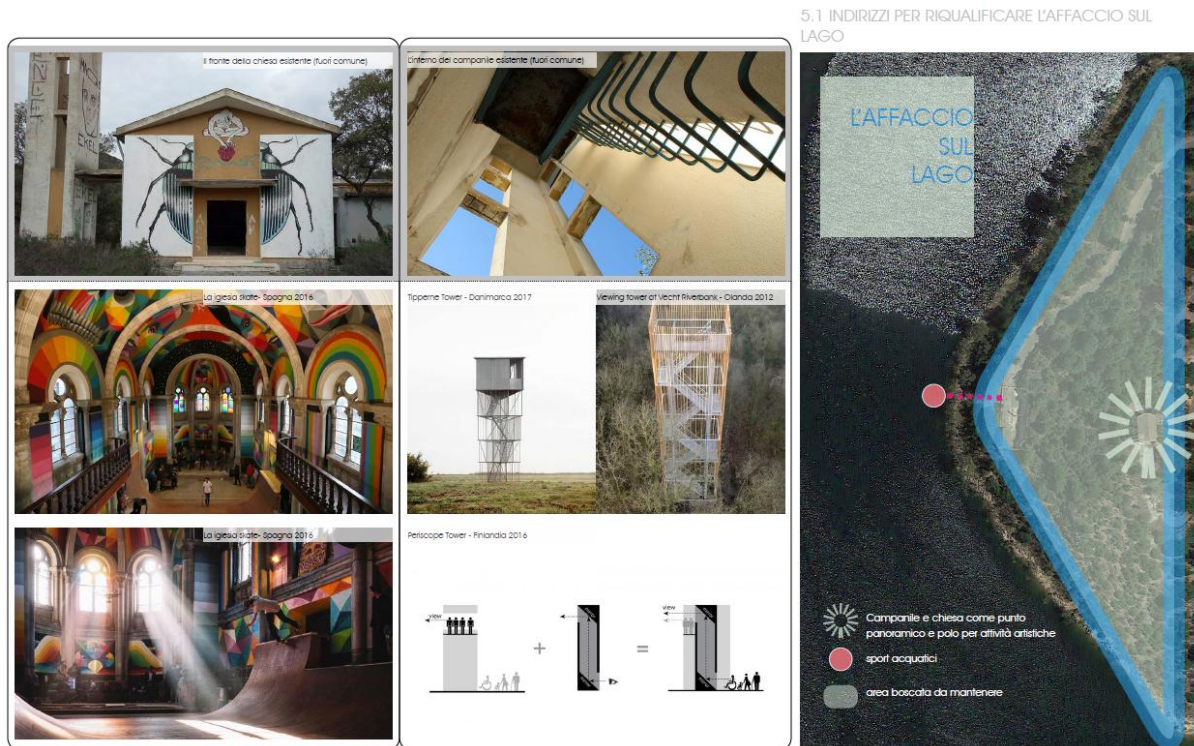 5.1 INDIRIZZI PER RIQUALIFICARE L'AFFACCIO SUL
LAGO
Il fronte della chiesa esistente (fuori comune)
L'interno del campanile esistente (fuori comune)
EKEL
L'AFFACCIO
SUL
LAGO
La iglesia skate- Spagna 2016
Tipperne Tower - Danimarca 2017
Viewing tower at Vecht Riverbank - Olanda 2012
La iglesia skate- Spagna 2016
Periscope Tower - Finlandia 2016
view
+
=
view
Campanile e chiesa come punto
panoramico e polo per attività artistiche
sport acquatici
area boscata da mantenere